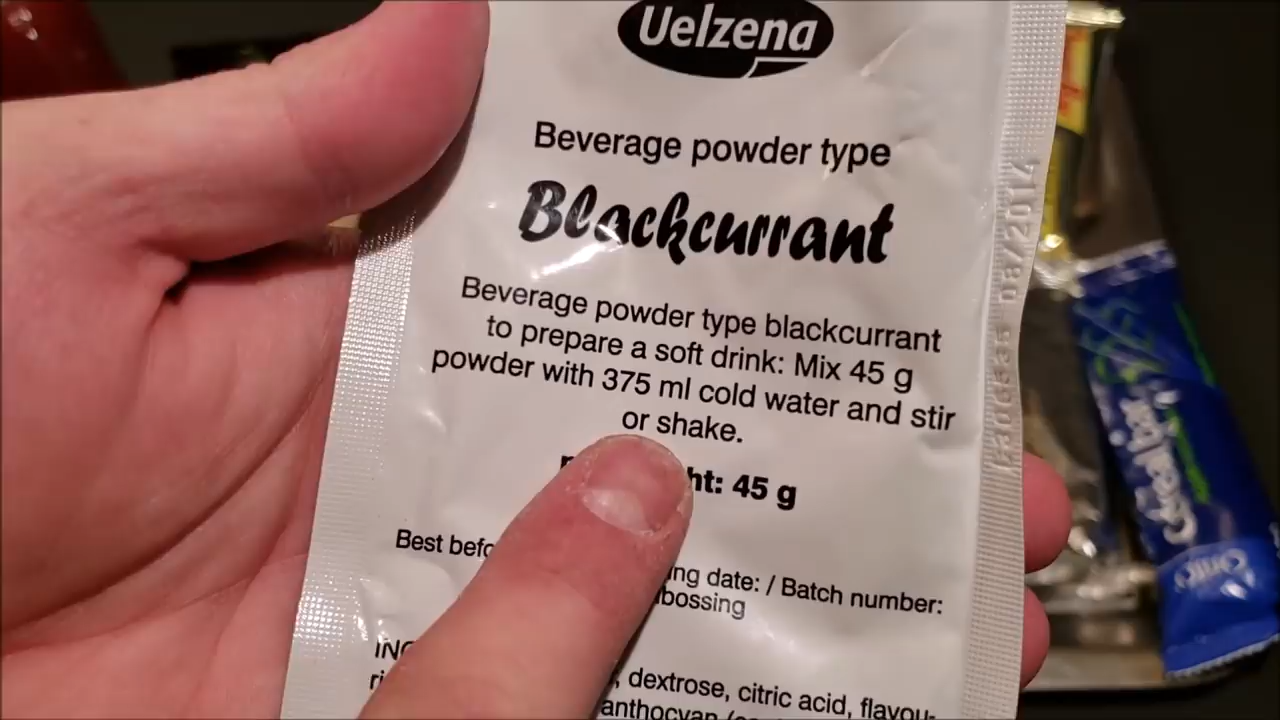 Uelzena
Beverage powder type
Blackcurrant
Beverage powder type blackcurrant
to prepare a soft drink: Mix 45 g
powder with 375 ml cold water and stir
or shake.
ht: 45 g
Best befo
ng date: / Batch number:
bossing
ING
, dextrose, citric acid, flavou-
anthocyan
08/2014
cereal bar